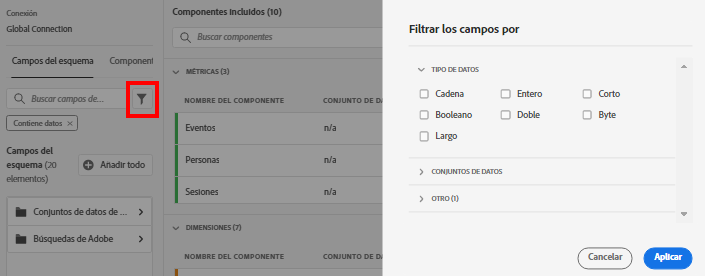 Conexión
Global Connection
Campos del esquema
Component
Buscar campos de...
Contiene datos
Campos del
esquema (20
elementos)
Añadir todo
Conjuntos de datos de ...
Búsquedas de Adobe
Componentes incluidos (10)
Buscar componentes
MÉTRICAS (3)
NOMBRE DEL COMPONENTE CONJUNTO DE DA
Eventos n/a
Personas n/a
Sesiones n/a
DIMENSIONES (7)
NOMBRE DEL COMPONENTE CONJUNTO DE DA
Filtrar los campos por
TIPO DE DATOS
Cadena Entero Corto
Booleano Doble Byte
Largo
CONJUNTOS DE DATOS
OTRO (1)
Cancelar Aplicar